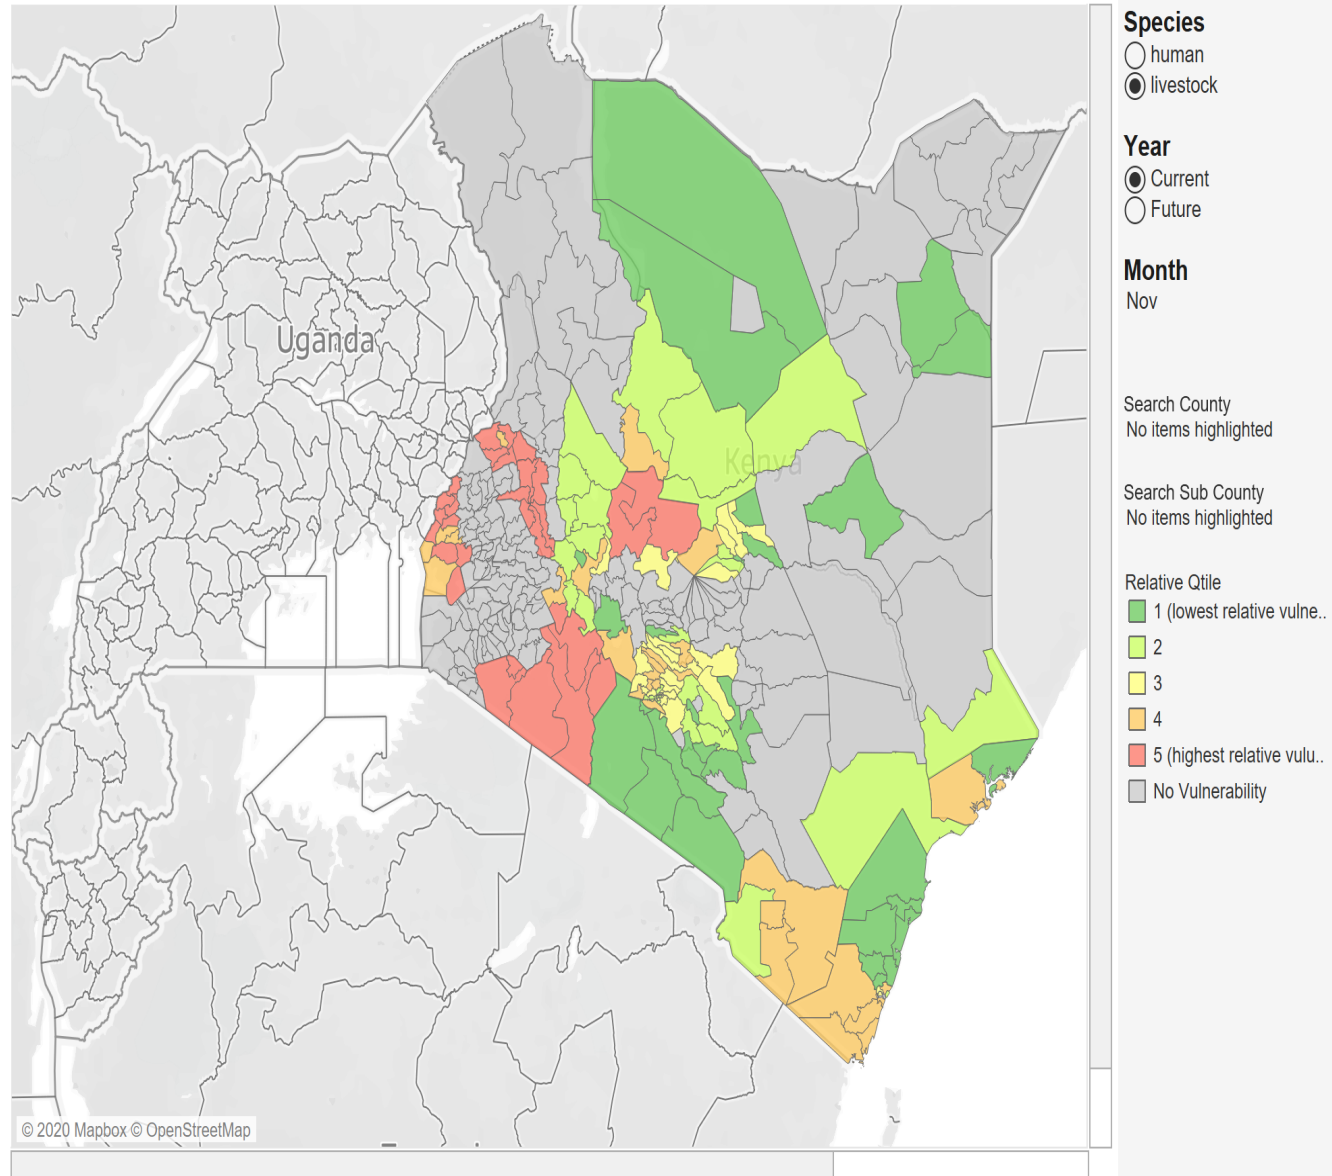 Species
human
livestock
Year
Current
Future
Month
Nov
Search County
No items highlighted
Search Sub County
No items highlighted
Relative Qtile
1 (lowest relative vulne..
2
3
4
5 (highest relative vulu..
No Vulnerability
Uganda
Kenya
© 2020 Mapbox © OpenStreetMap